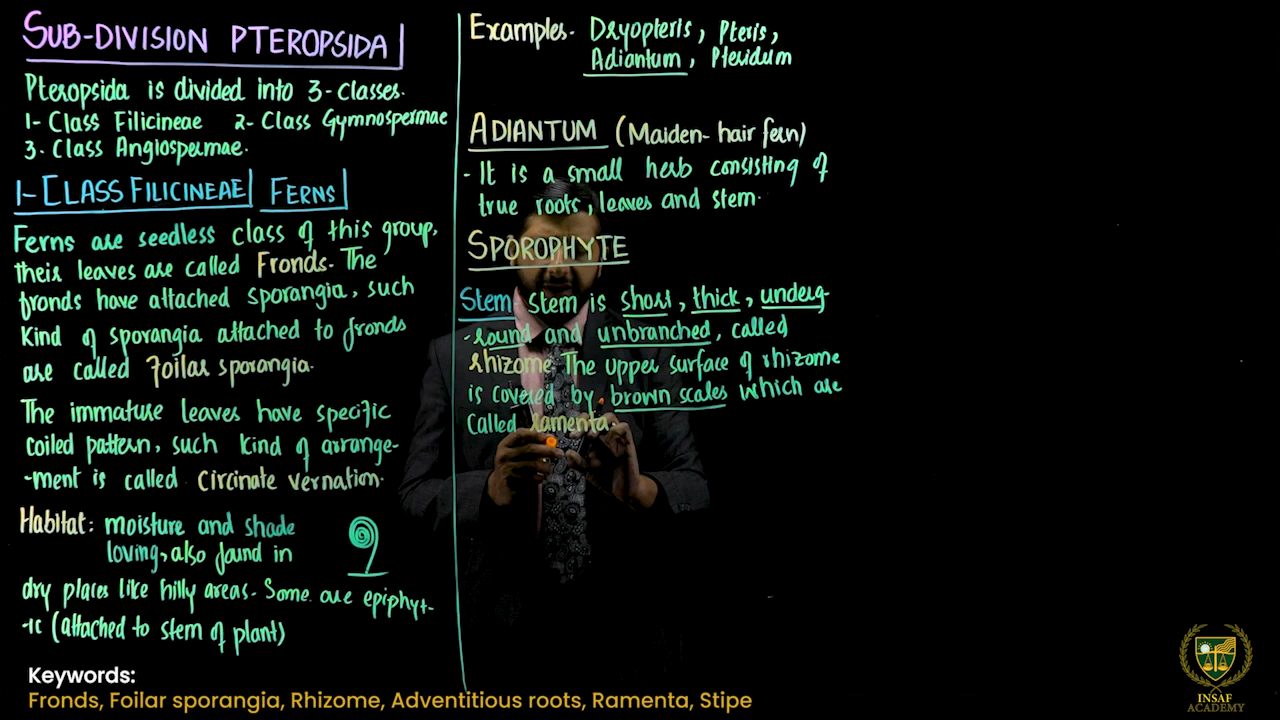 SUB-DIVISION PTEROPSIDA
Pteropsida is divided into 3-classes.
1- Class Filicineae 2- Class Gymnospermae
3. Class Angiospermae.
1- CLASS FILICINEAE FERNS
Ferns are seedless class of this group,
their leaves are called Fronds. The
fronds have attached sporangia, such
kind of sporangia attached to fronds
are called Foilar sporangia.
The immature leaves have specific
coiled pattern, such kind of arrange-
-ment is called circinate vernation.
Habitat: moisture and shade
loving, also found in
dry places like hilly areas. Some are epiphyt-
-ic (attached to stem of plant)
Examples- Dryopteris, Pteris,
Adiantum, Pteridum
ADIANTUM (Maiden-hair fern)
- It is a small herb consisting of
true roots, leaves and stem.
SPOROPHYTE
Stem Stem is short, thick, underg-
-round and unbranched, called
rhizome. The upper surface of rhizome
is covered by brown scales which are
called ramenta.
Keywords:
Fronds, Foilar sporangia, Rhizome, Adventitious roots, Ramenta, Stipe
INSAF
ACADEMY